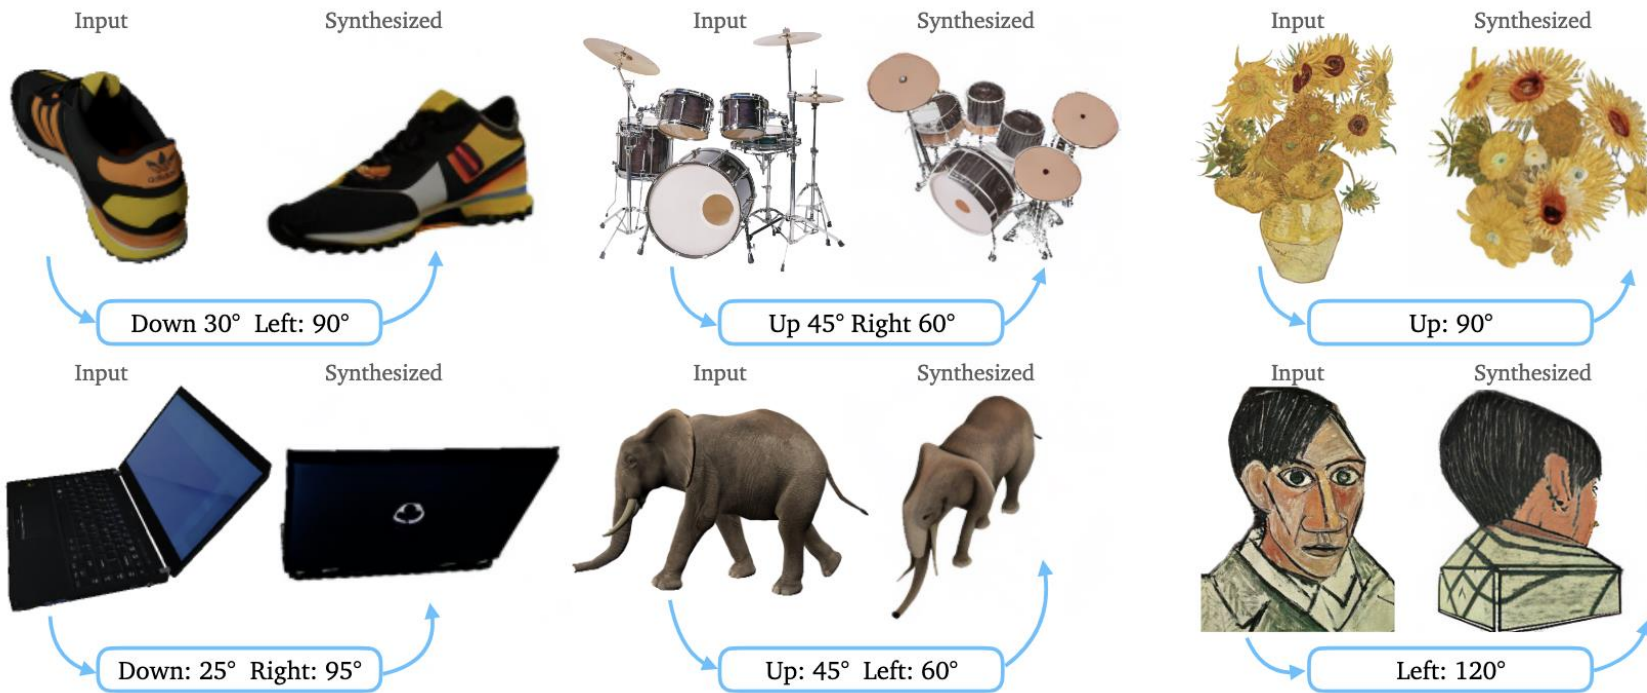 Input
Synthesized
Input
Synthesized
Input
Synthesized
adidas
Down 30° Left: 90°
Up 45° Right 60°
Up: 90°
Input
Synthesized
Input
Synthesized
Input
Synthesized
Down: 25° Right: 95°
Up: 45° Left: 60°
Left: 120°